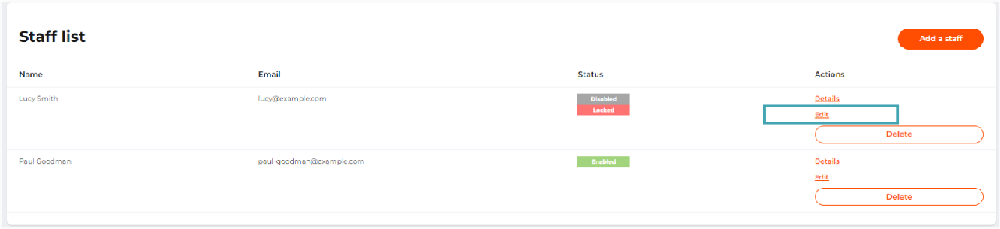 Staff list
Add a staff
Name Email Status Actions
Lucy Smith lucy@example.com Disabled Details
Locked Edit
Delete
Paul Goodman paul-goodman@example.com Enabled Details
Edit
Delete